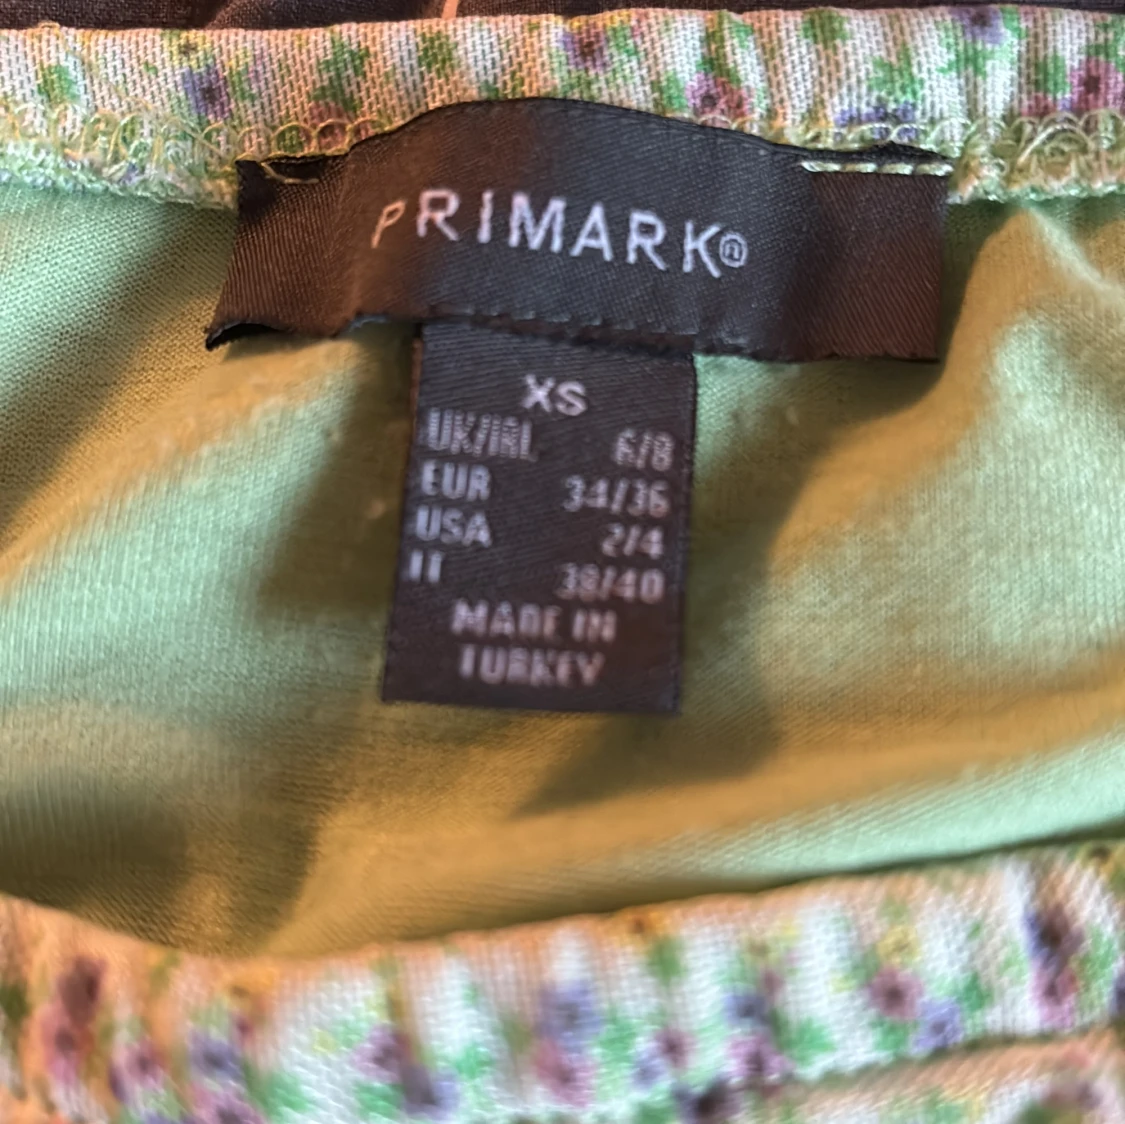 PRIMARK®
XS
UK/IRL 6/8
EUR 34/36
USA 2/4
IT 38/40
MADE IN
TURKEY